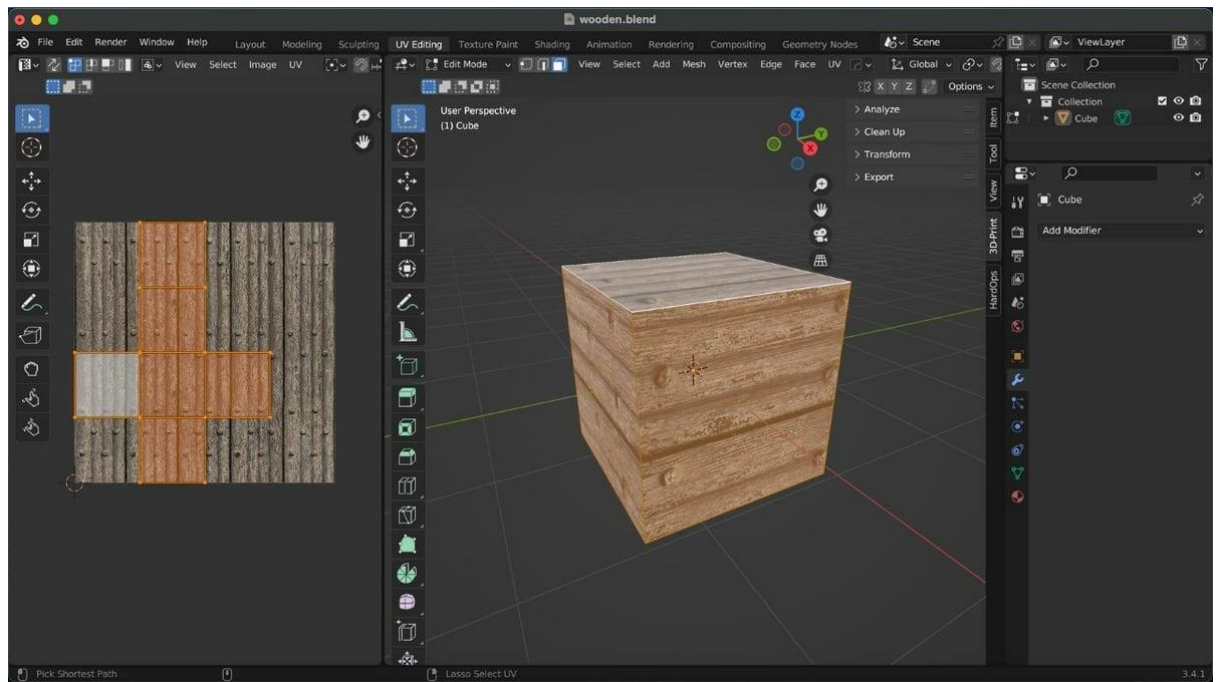 wooden.blend
File Edit Render Window Help Layout Modeling Sculpting UV Editing Texture Paint Shading Animation Rendering Compositing Geometry Nodes Scene ViewLayer
View Select Image UV Edit Mode View Select Add Mesh Vertex Edge Face UV Global
X Y Z Options
User Perspective
(1) Cube
Z
Y
X
Analyze
Clean Up
Transform
Export
Item
Tool
View
3D-Print
HardOps
Scene Collection
Collection
Cube
Cube
Add Modifier
Pick Shortest Path Lasso Select UV 3.4.1